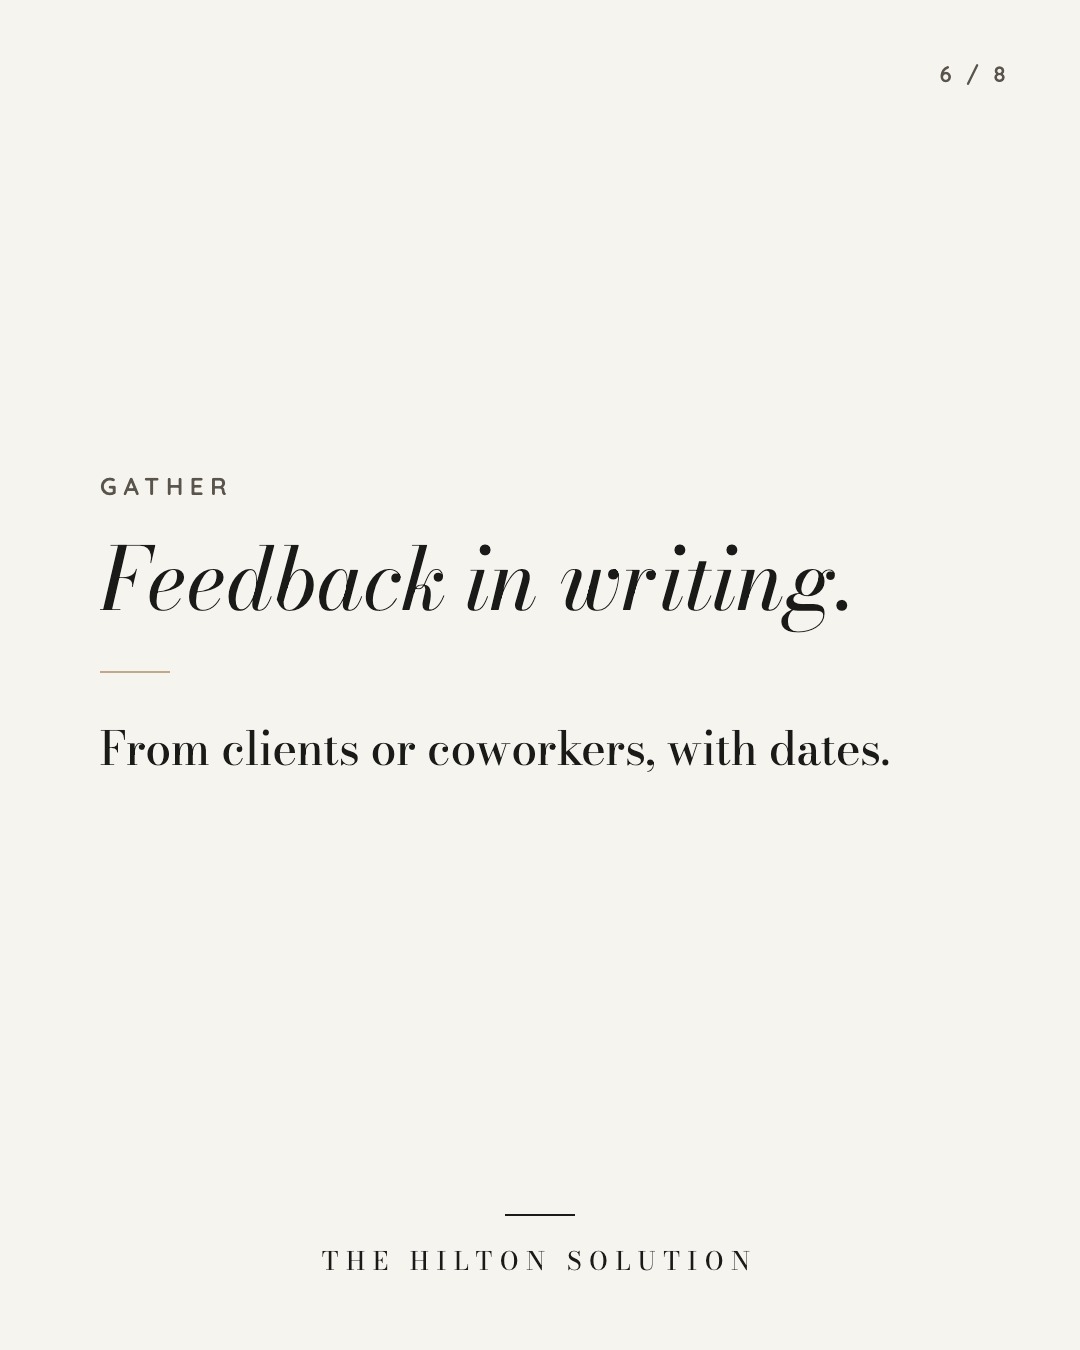 6 / 8
GATHER
Feedback in writing.
From clients or coworkers, with dates.
THE HILTON SOLUTION